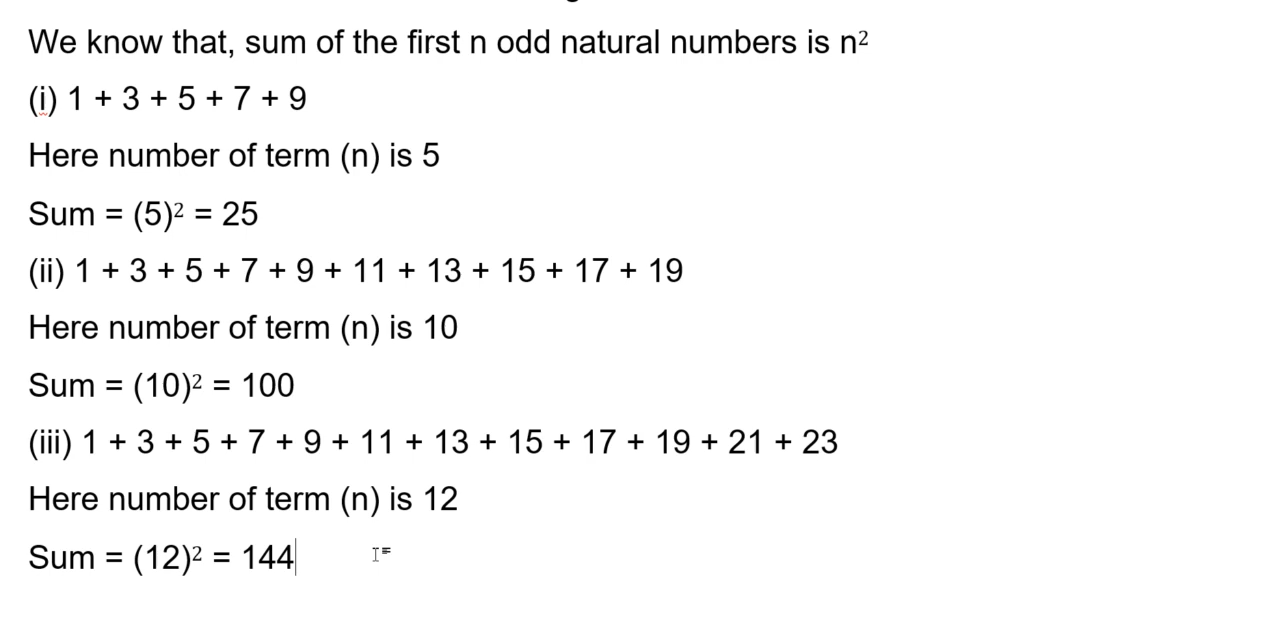 We know that, sum of the first n odd natural numbers is n²
(i) 1 + 3 + 5 + 7 + 9
Here number of term (n) is 5
Sum = (5)² = 25
(ii) 1 + 3 + 5 + 7 + 9 + 11 + 13 + 15 + 17 + 19
Here number of term (n) is 10
Sum = (10)² = 100
(iii) 1 + 3 + 5 + 7 + 9 + 11 + 13 + 15 + 17 + 19 + 21 + 23
Here number of term (n) is 12
Sum = (12)² = 144